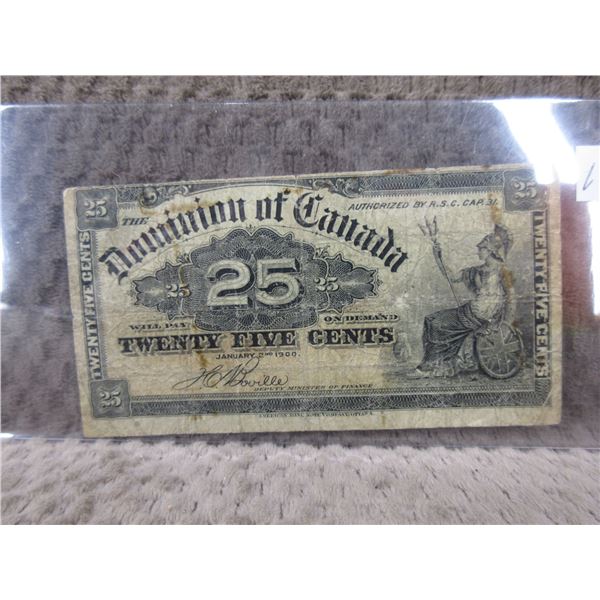 25
THE
Dominion of Canada
AUTHORIZED BY R.S.C. CAP. 31.
25
25
25
25
WILL PAY
ON DEMAND
TWENTY FIVE CENTS
JANUARY 2ND 1900.
DEPUTY MINISTER OF FINANCE
25
25
TWENTY FIVE CENTS
TWENTY FIVE CENTS